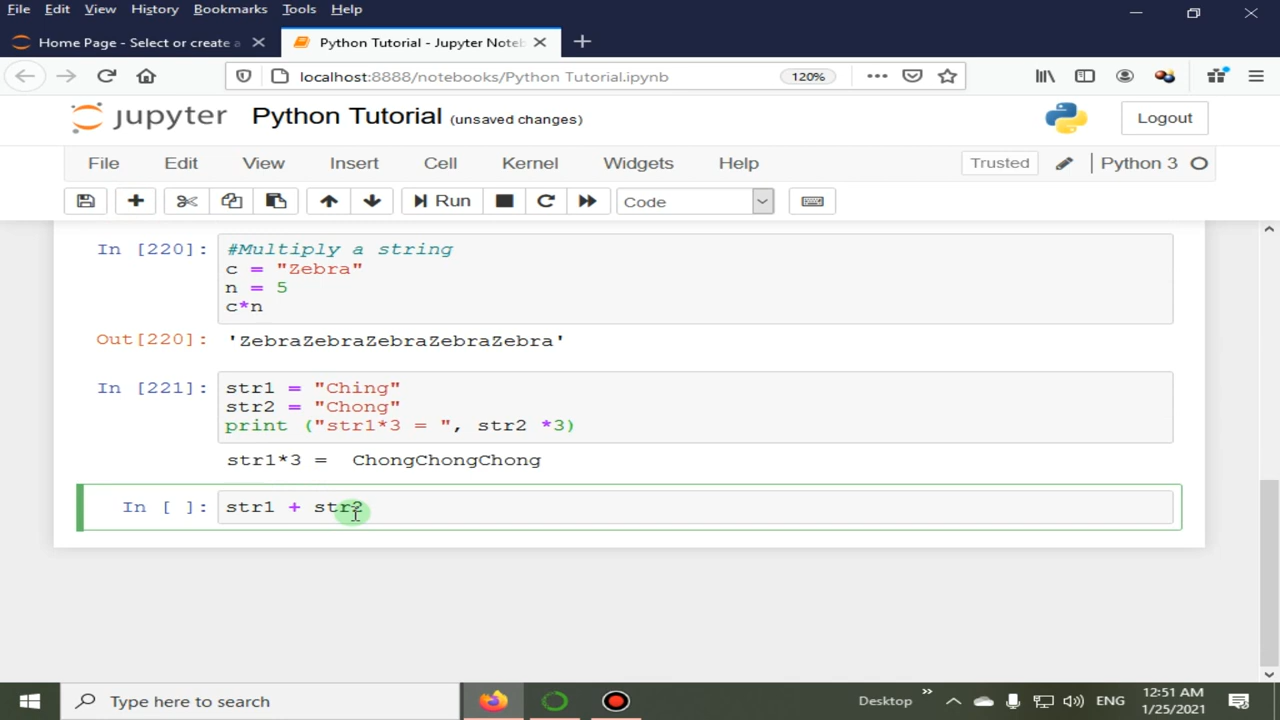 File Edit View History Bookmarks Tools Help
Home Page - Select or create a
Python Tutorial - Jupyter Noteb
localhost:8888/notebooks/Python Tutorial.ipynb 120%
jupyter Python Tutorial (unsaved changes) Logout
File Edit View Insert Cell Kernel Widgets Help Trusted Python 3
Run Code
In [220]: #Multiply a string
c = "Zebra"
n = 5
c*n
Out[220]: 'ZebraZebraZebraZebraZebra'
In [221]: str1 = "Ching"
str2 = "Chong"
print ("str1*3 = ", str2 *3)
str1*3 =  ChongChongChong
In [ ]: str1 + str2
Type here to search Desktop ENG 12:51 AM
1/25/2021